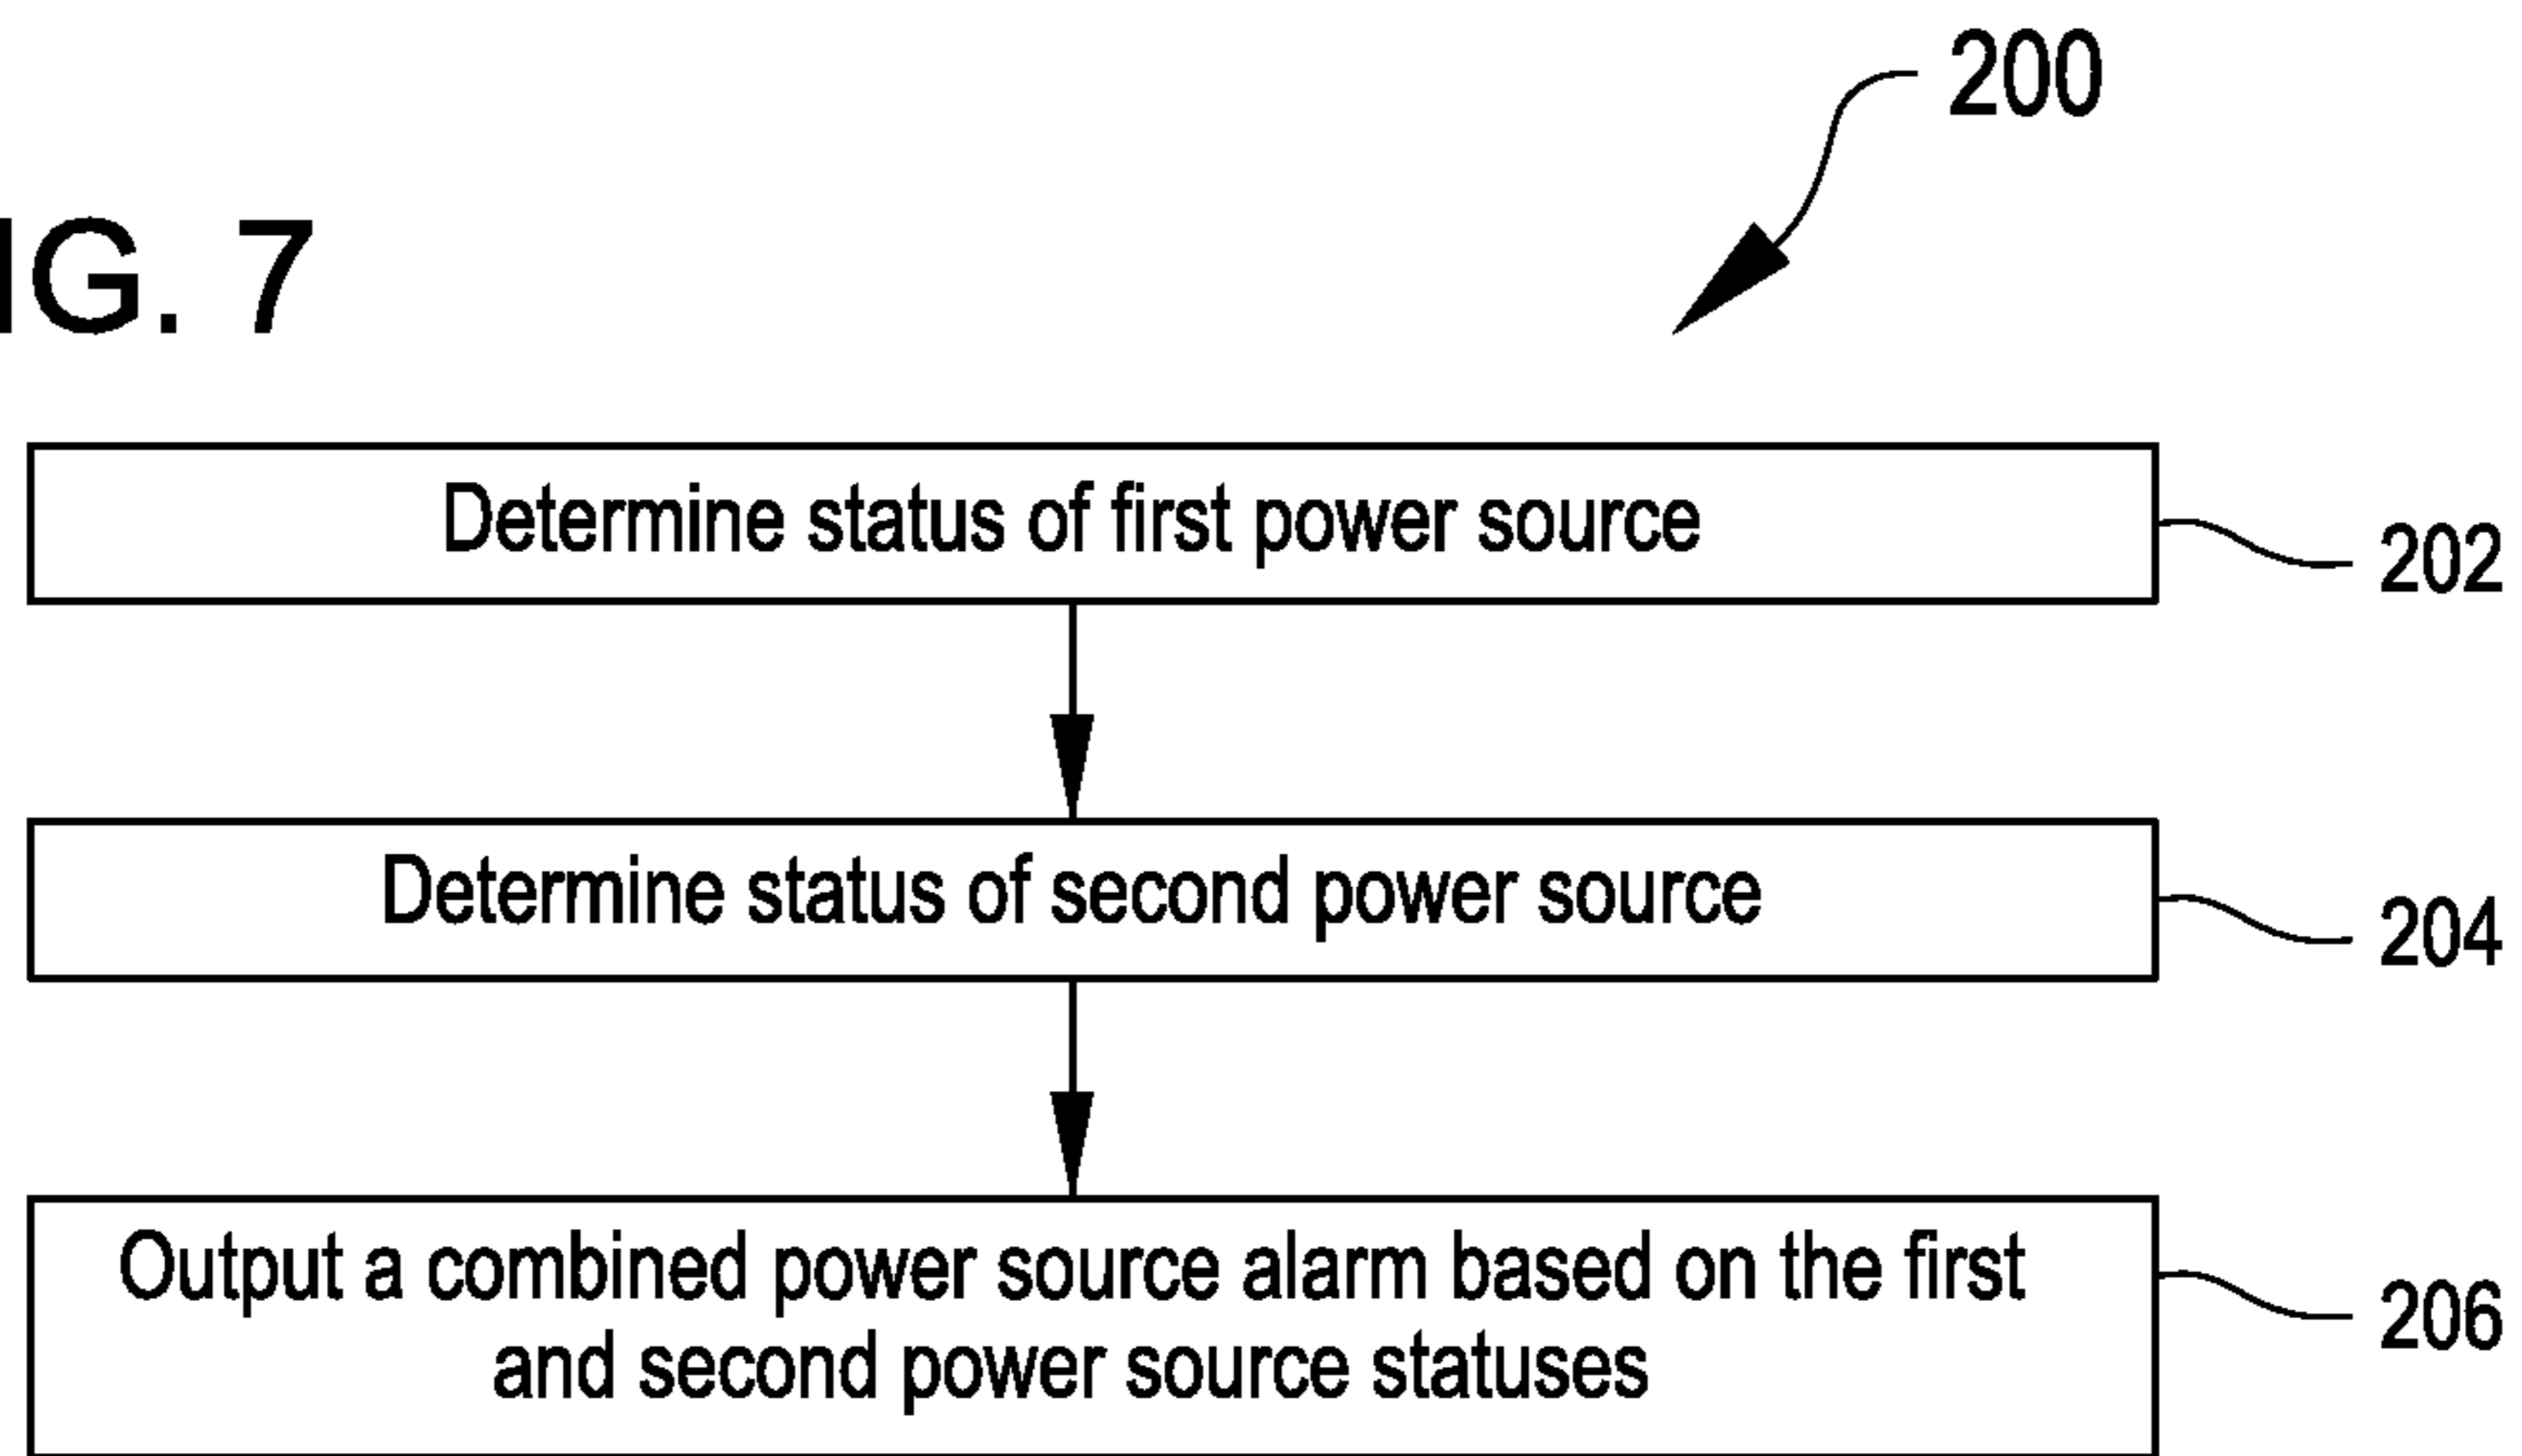 200
IG. 7
Determine status of first power source
202
Determine status of second power source
204
Output a combined power source alarm based on the first
and second power source statuses
206